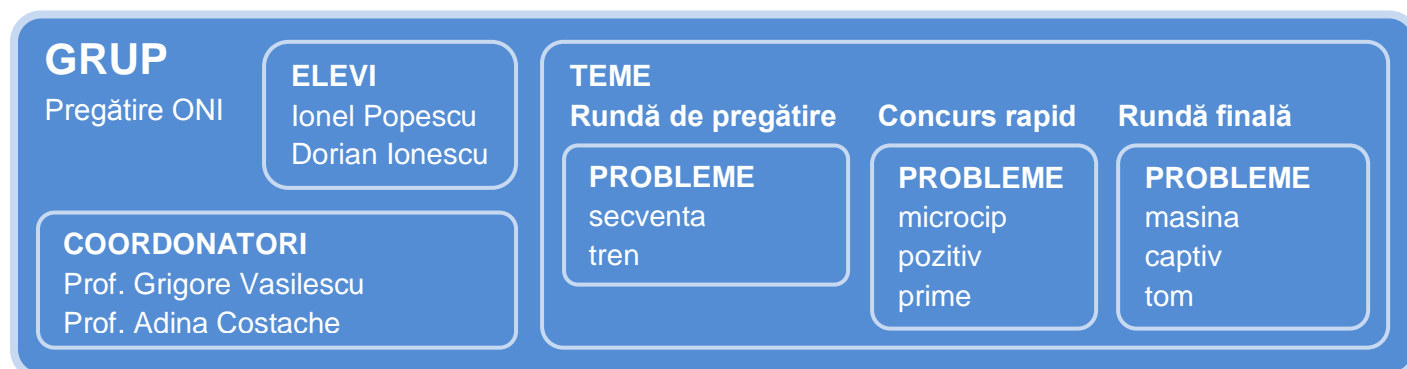 GRUP
Pregătire ONI
ELEVI
Ionel Popescu
Dorian Ionescu
COORDONATORI
Prof. Grigore Vasilescu
Prof. Adina Costache
TEME
Rundă de pregătire
PROBLEME
secventa
tren
Concurs rapid
PROBLEME
microcip
pozitiv
prime
Rundă finală
PROBLEME
masina
captiv
tom